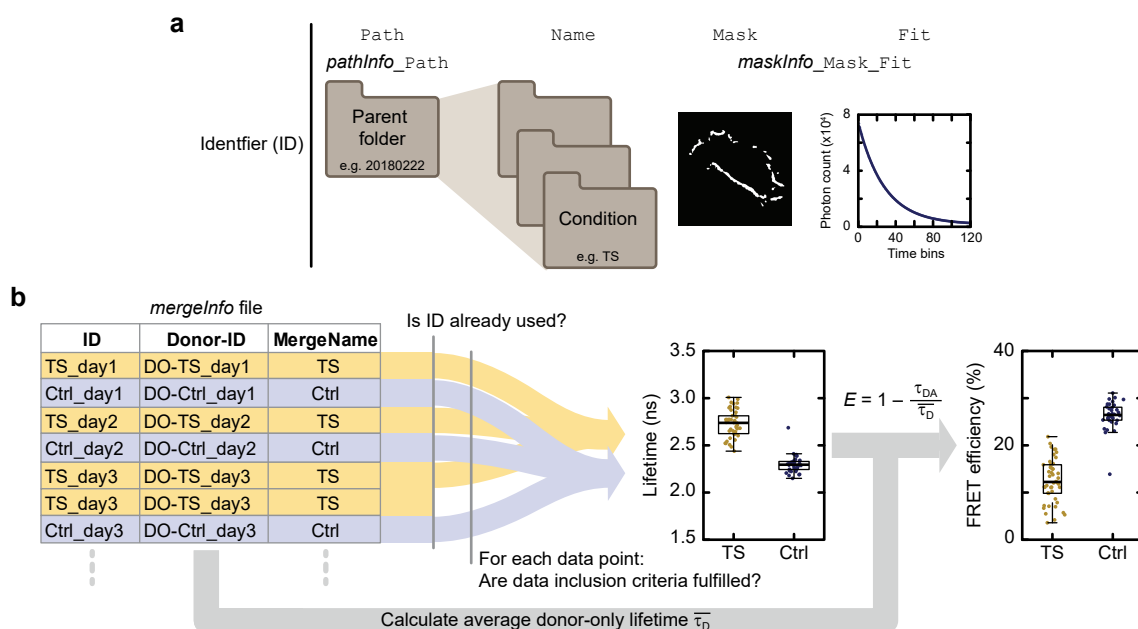 a
Path Name Mask Fit
pathInfo_Path maskInfo_Mask_Fit
Identfier (ID)
Parent
folder
e.g. 20180222
Condition
e.g. TS
Photon count (x10⁴)
8
4
0
0 40 80 120
Time bins
b
mergeInfo file
ID Donor-ID MergeName
TS_day1 DO-TS_day1 TS
Ctrl_day1 DO-Ctrl_day1 Ctrl
TS_day2 DO-TS_day2 TS
Ctrl_day2 DO-Ctrl_day2 Ctrl
TS_day3 DO-TS_day3 TS
TS_day3 DO-TS_day3 TS
Ctrl_day3 DO-Ctrl_day3 Ctrl
Is ID already used?
For each data point:
Are data inclusion criteria fulfilled?
Lifetime (ns)
3.5
3.0
2.5
2.0
1.5
TS Ctrl
E = 1 − τDA / τ̅D
FRET efficiency (%)
40
20
0
TS Ctrl
Calculate average donor-only lifetime τ̅D